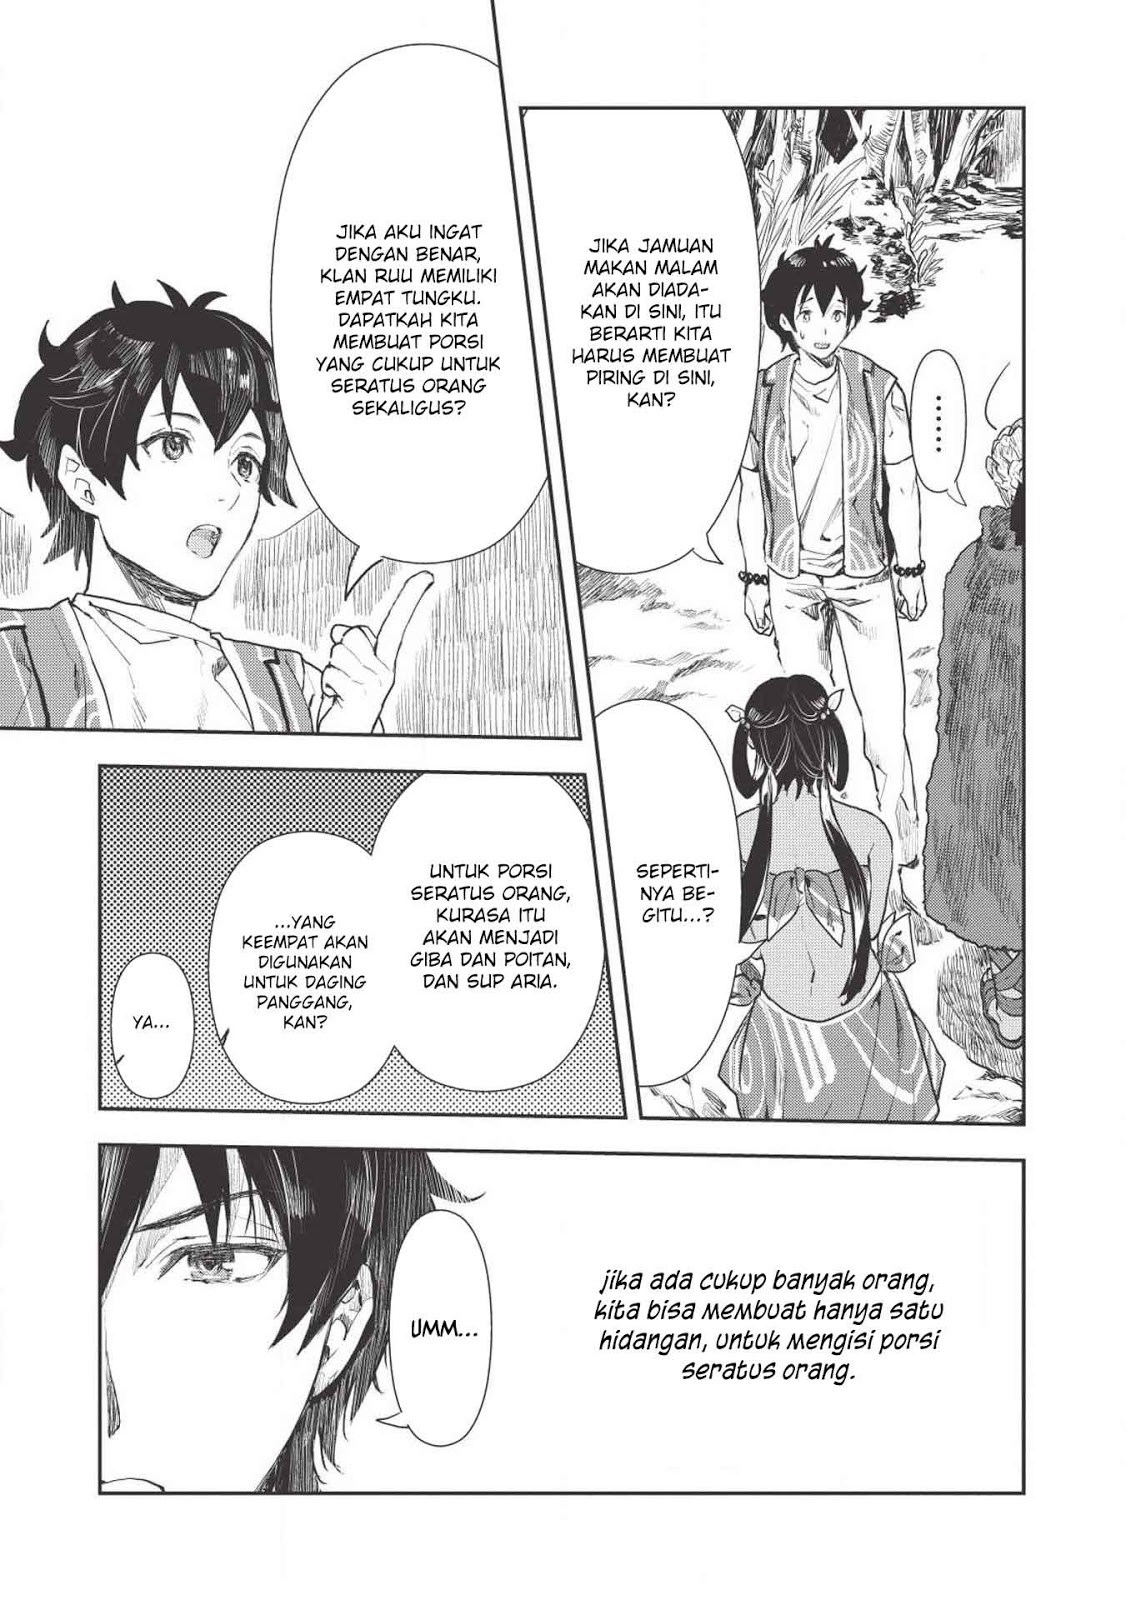 JIKA JAMUAN
MAKAN MALAM
AKAN DIADA-
KAN DI SINI, ITU
BERARTI KITA
HARUS MEMBUAT
PIRING DI SINI,
KAN?
......
SEPERTI-
NYA BE-
GITU...?
JIKA AKU INGAT
DENGAN BENAR,
KLAN RUU MEMILIKI
EMPAT TUNGKU.
DAPATKAH KITA
MEMBUAT PORSI
YANG CUKUP UNTUK
SERATUS ORANG
SEKALIGUS?
UNTUK PORSI
SERATUS ORANG,
KURASA ITU
AKAN MENJADI
GIBA DAN POITAN,
DAN SUP ARIA.
...YANG
KEEMPAT AKAN
DIGUNAKAN
UNTUK DAGING
PANGGANG,
KAN?
YA...
jika ada cukup banyak orang,
kita bisa membuat hanya satu
hidangan, untuk mengisi porsi
seratus orang.
UMM...